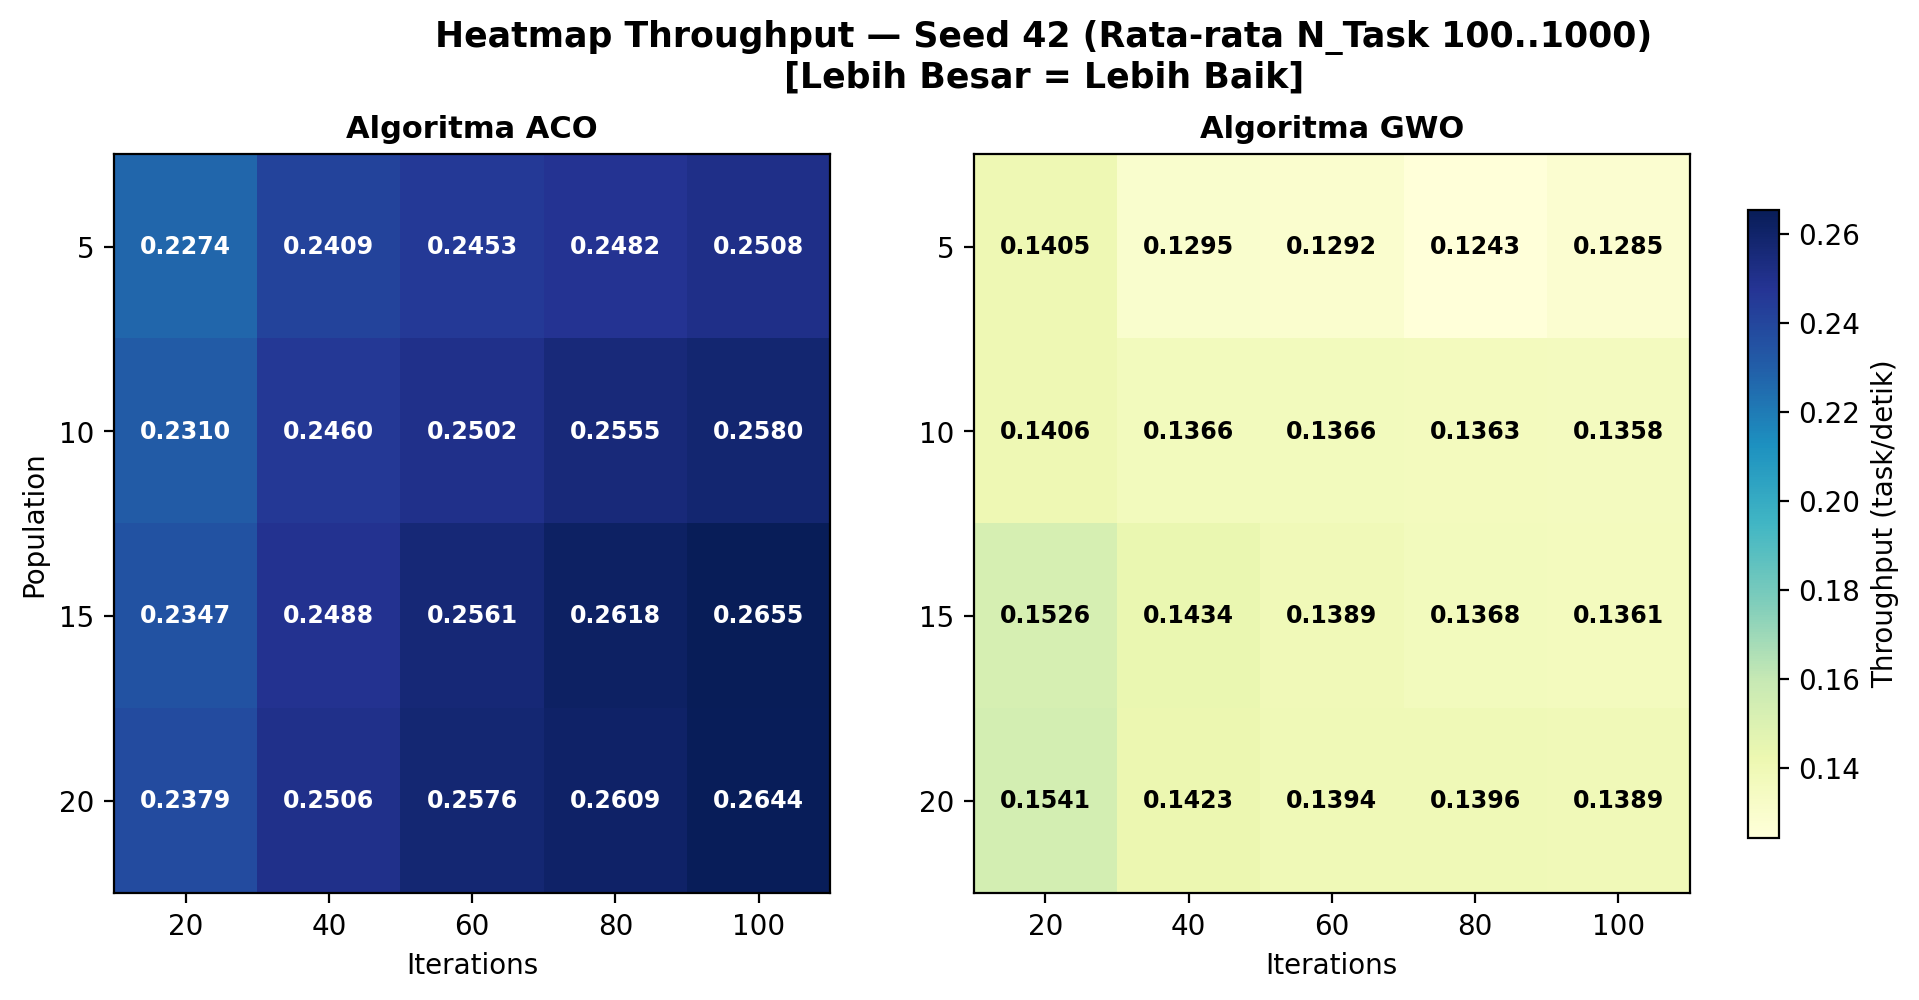 Heatmap Throughput — Seed 42 (Rata-rata N_Task 100..1000)
[Lebih Besar = Lebih Baik]
Algoritma ACO
Population
5
10
15
20
0.2274 0.2409 0.2453 0.2482 0.2508
0.2310 0.2460 0.2502 0.2555 0.2580
0.2347 0.2488 0.2561 0.2618 0.2655
0.2379 0.2506 0.2576 0.2609 0.2644
20 40 60 80 100
Iterations
Algoritma GWO
5
10
15
20
0.1405 0.1295 0.1292 0.1243 0.1285
0.1406 0.1366 0.1366 0.1363 0.1358
0.1526 0.1434 0.1389 0.1368 0.1361
0.1541 0.1423 0.1394 0.1396 0.1389
20 40 60 80 100
Iterations
0.26
0.24
0.22
0.20
0.18
0.16
0.14
Throughput (task/detik)